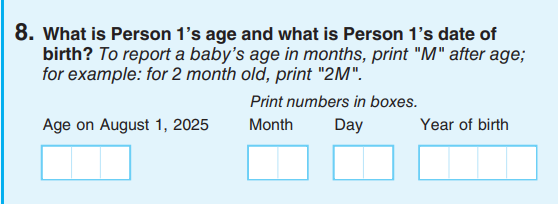 8. What is Person 1’s age and what is Person 1’s date of
birth? To report a baby’s age in months, print "M" after age;
for example: for 2 month old, print "2M".
Print numbers in boxes.
Age on August 1, 2025 Month Day Year of birth